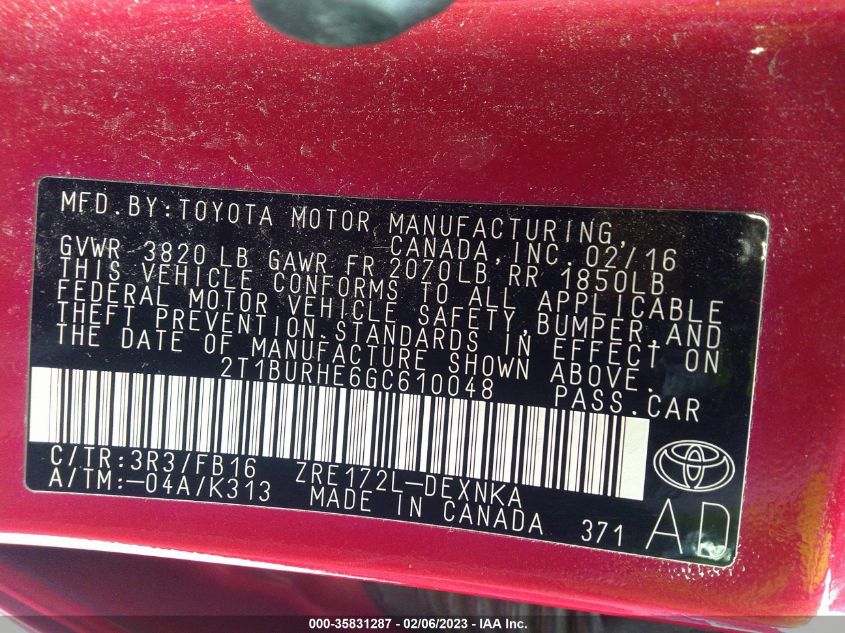 MFD.BY:TOYOTA MOTOR MANUFACTURING,
CANADA,INC. 02/16
GVWR 3820 LB GAWR FR 2070LB RR 1850LB
THIS VEHICLE CONFORMS TO ALL APPLICABLE
FEDERAL MOTOR VEHICLE SAFETY,BUMPER,AND
THEFT PREVENTION STANDARDS IN EFFECT ON
THE DATE OF MANUFACTURE SHOWN ABOVE.
2T1BURHE6GC610048 PASS.CAR
C/TR:3R3/FB16 ZRE172L-DEXNKA
A/TM:-04A/K313 MADE IN CANADA 371
AD
000-35831287 - 02/06/2023 - IAA Inc.